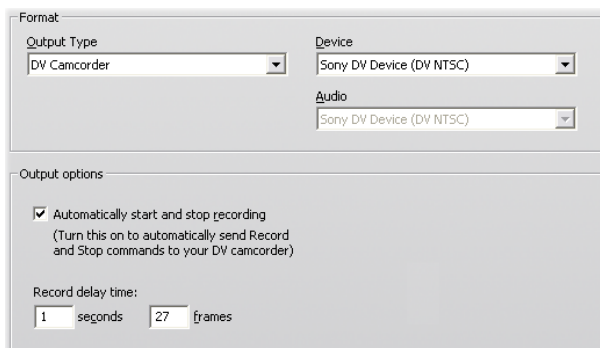 Format
Output Type
Device
DV Camcorder
Sony DV Device (DV NTSC)
Audio
Sony DV Device (DV NTSC)
Output options
Automatically start and stop recording
(Turn this on to automatically send Record
and Stop commands to your DV camcorder)
Record delay time:
1 seconds 27 frames